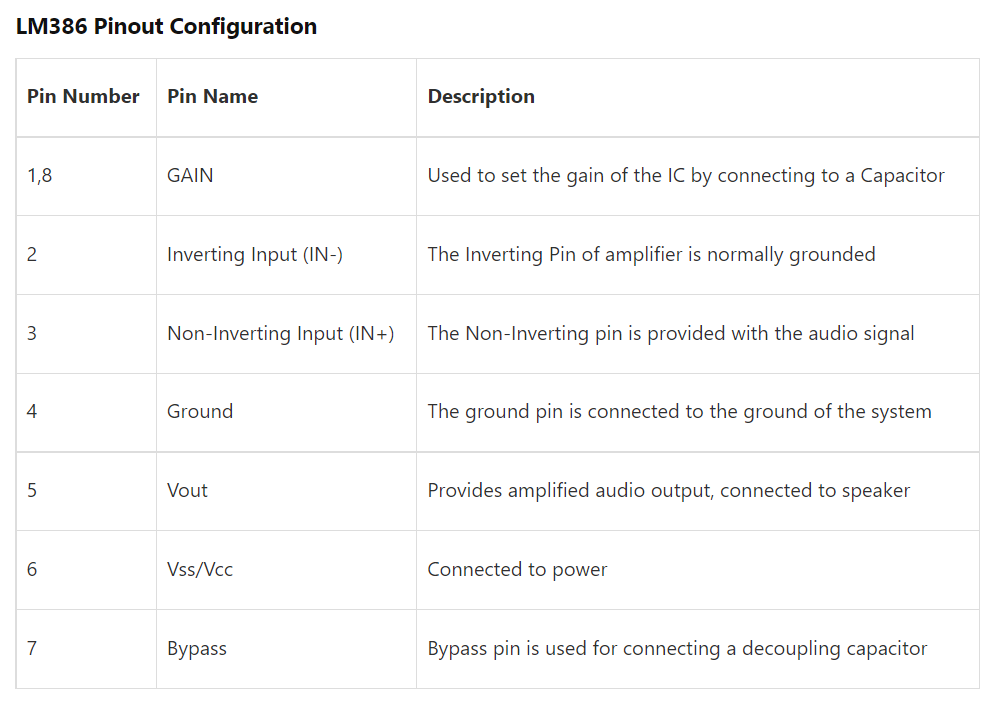 LM386 Pinout Configuration
Pin Number Pin Name Description
1,8 GAIN Used to set the gain of the IC by connecting to a Capacitor
2 Inverting Input (IN-) The Inverting Pin of amplifier is normally grounded
3 Non-Inverting Input (IN+) The Non-Inverting pin is provided with the audio signal
4 Ground The ground pin is connected to the ground of the system
5 Vout Provides amplified audio output, connected to speaker
6 Vss/Vcc Connected to power
7 Bypass Bypass pin is used for connecting a decoupling capacitor